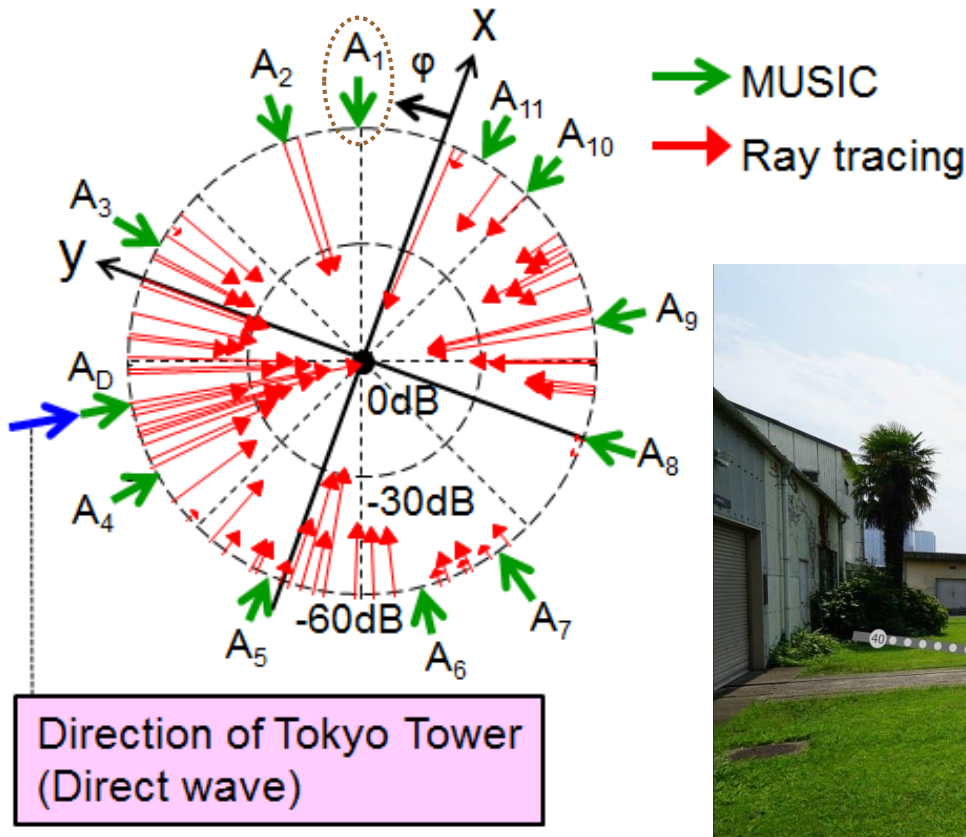 X
A1
φ
A2
MUSIC
A11
A10
Ray tracing
A3
y
A9
AD
0dB
A8
A4
-30dB
-60dB
A7
A5
A6
40
Direction of Tokyo Tower
(Direct wave)